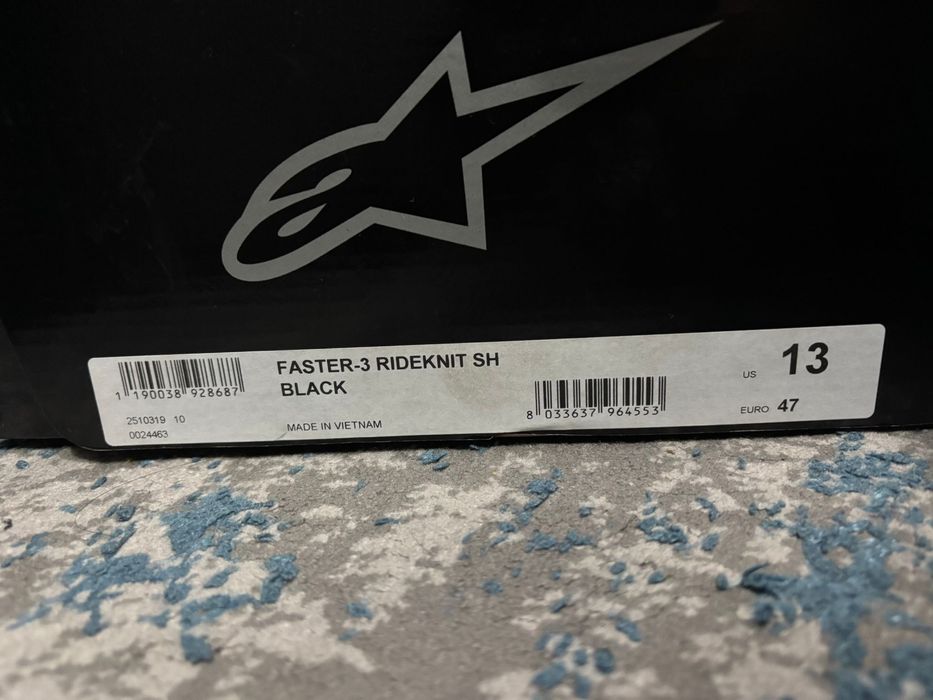 1 190038 928687
2510319 10
0024463
FASTER-3 RIDEKNIT SH
BLACK
MADE IN VIETNAM
8 033637 964553
US 13
EURO 47